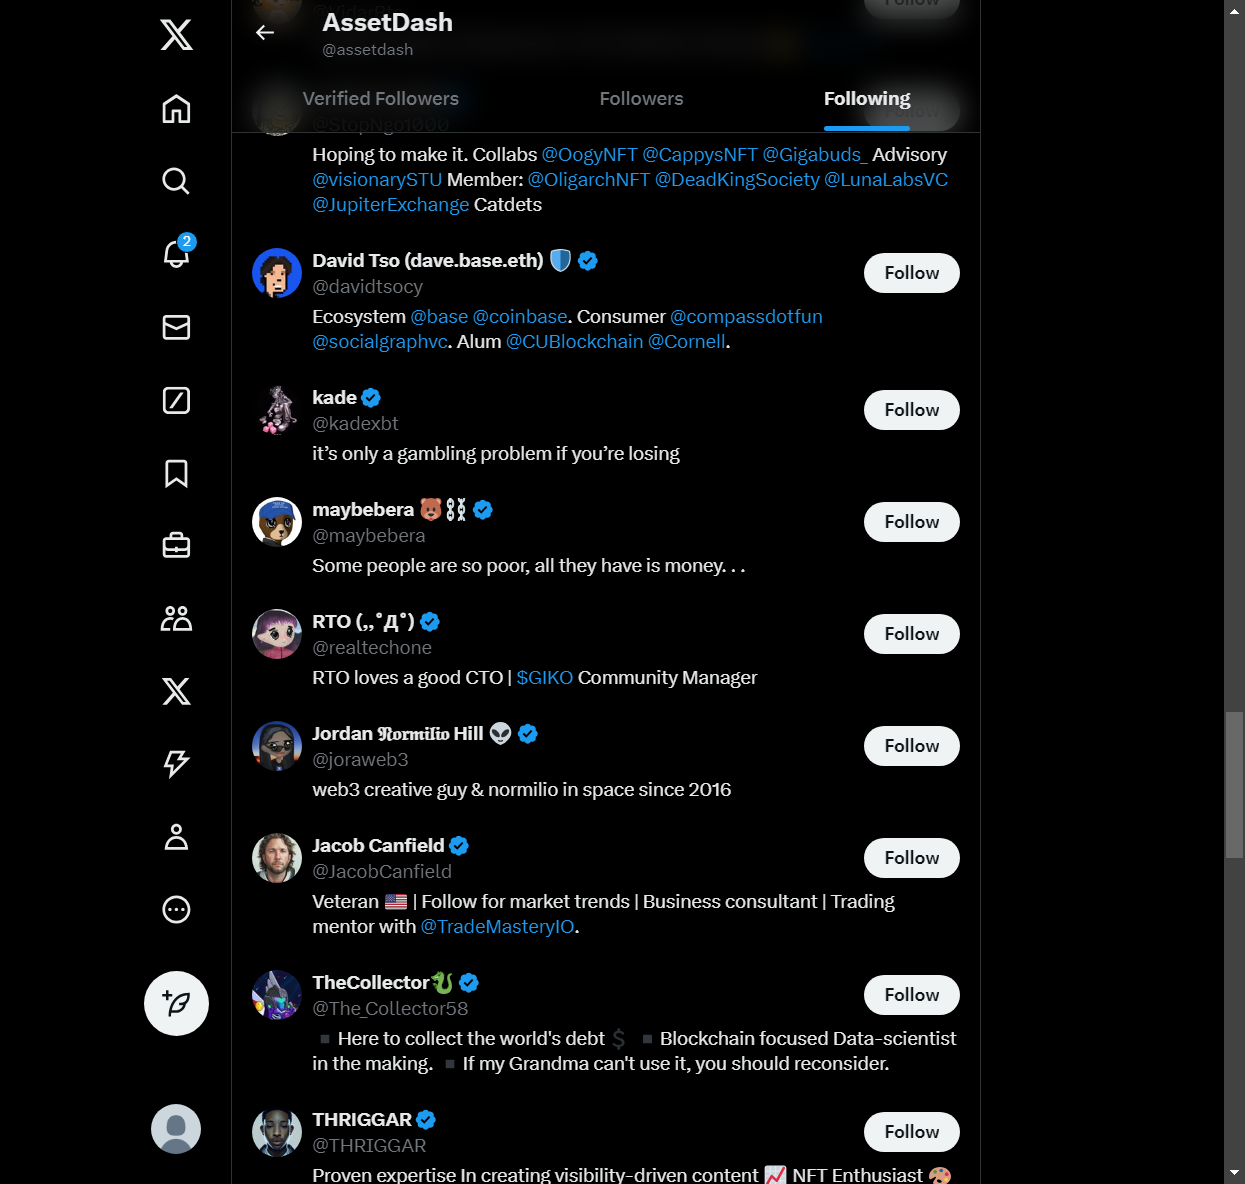 AssetDash
@assetdash
Follow
Verified Followers
Followers
Following
@StopNgo1000
Hoping to make it. Collabs @OogyNFT @CappysNFT @Gigabuds_ Advisory
@visionarySTU Member: @OligarchNFT @DeadKingSociety @LunaLabsVC
@JupiterExchange Catdets
2
David Tso (dave.base.eth) 🛡️
@davidtsocy
Follow
Ecosystem @base @coinbase. Consumer @compassdotfun
@socialgraphvc. Alum @CUBlockchain @Cornell.
kade
@kadexbt
Follow
it’s only a gambling problem if you’re losing
maybebera 🐻⛓️
@maybebera
Follow
Some people are so poor, all they have is money. . .
RTO (,,ﾟДﾟ)
@realtechone
Follow
RTO loves a good CTO | $GIKO Community Manager
Jordan 𝕹𝖔𝖗𝖒𝖎𝖑𝖎𝖔 Hill 👽
@joraweb3
Follow
web3 creative guy & normilio in space since 2016
Jacob Canfield
@JacobCanfield
Follow
Veteran 🇺🇸 | Follow for market trends | Business consultant | Trading
mentor with @TradeMasteryIO.
TheCollector🐉
@The_Collector58
Follow
▪️Here to collect the world's debt 💲 ▪️Blockchain focused Data-scientist
in the making. ▪️If my Grandma can't use it, you should reconsider.
THRIGGAR
@THRIGGAR
Follow
Proven expertise In creating visibility-driven content 📈 NFT Enthusiast 🎨